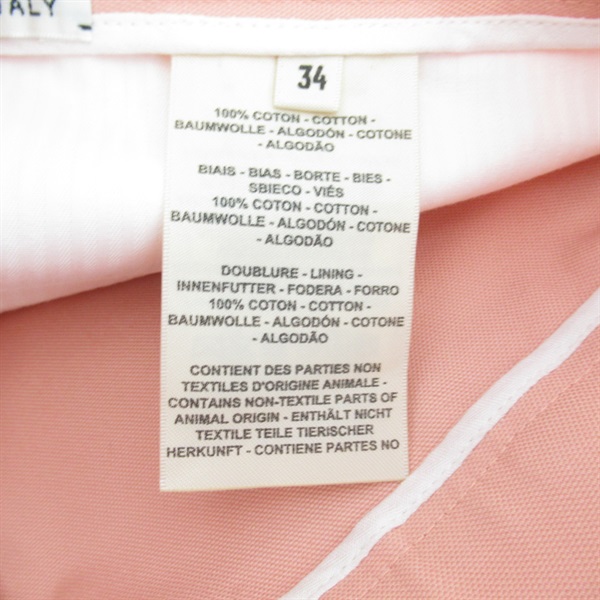 ITALY
34
100% COTON - COTTON -
BAUMWOLLE - ALGODÓN - COTONE
- ALGODÃO
BIAIS - BIAS - BORTE - BIES -
SBIECO - VIÉS
100% COTON - COTTON -
BAUMWOLLE - ALGODÓN - COTONE
- ALGODÃO
DOUBLURE - LINING -
INNENFUTTER - FODERA - FORRO
100% COTON - COTTON -
BAUMWOLLE - ALGODÓN - COTONE
- ALGODÃO
CONTIENT DES PARTIES NON
TEXTILES D'ORIGINE ANIMALE -
CONTAINS NON-TEXTILE PARTS OF
ANIMAL ORIGIN - ENTHÄLT NICHT
TEXTILE TEILE TIERISCHER
HERKUNFT - CONTIENE PARTES NO